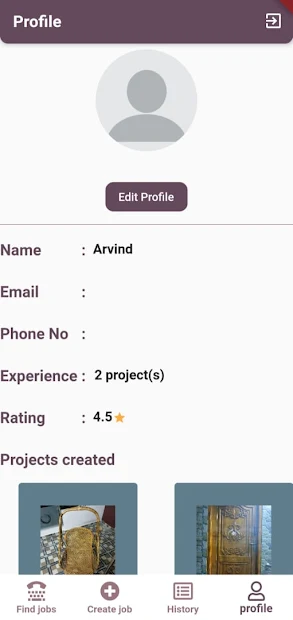 Profile
Edit Profile
Name : Arvind
Email :
Phone No :
Experience : 2 project(s)
Rating : 4.5
Projects created
Find jobs Create job History profile